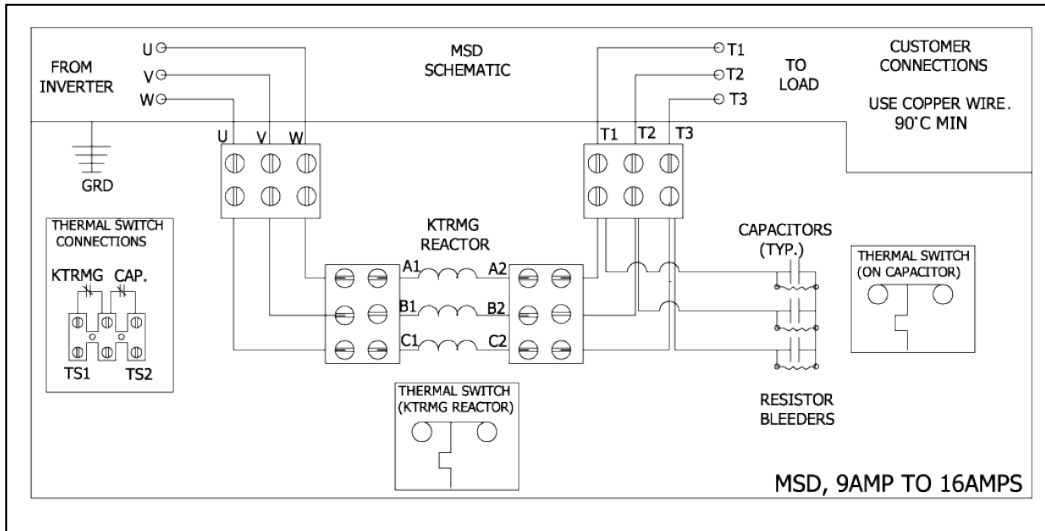 FROM
INVERTER
U
V
W
MSD
SCHEMATIC
T1
T2
T3
TO
LOAD
CUSTOMER
CONNECTIONS
USE COPPER WIRE.
90°C MIN
U V W
T1 T2 T3
GRD
THERMAL SWITCH
CONNECTIONS
KTRMG CAP.
TS1 TS2
KTRMG
REACTOR
A1 A2
B1 B2
C1 C2
CAPACITORS
(TYP.)
THERMAL SWITCH
(ON CAPACITOR)
THERMAL SWITCH
(KTRMG REACTOR)
RESISTOR
BLEEDERS
MSD, 9AMP TO 16AMPS